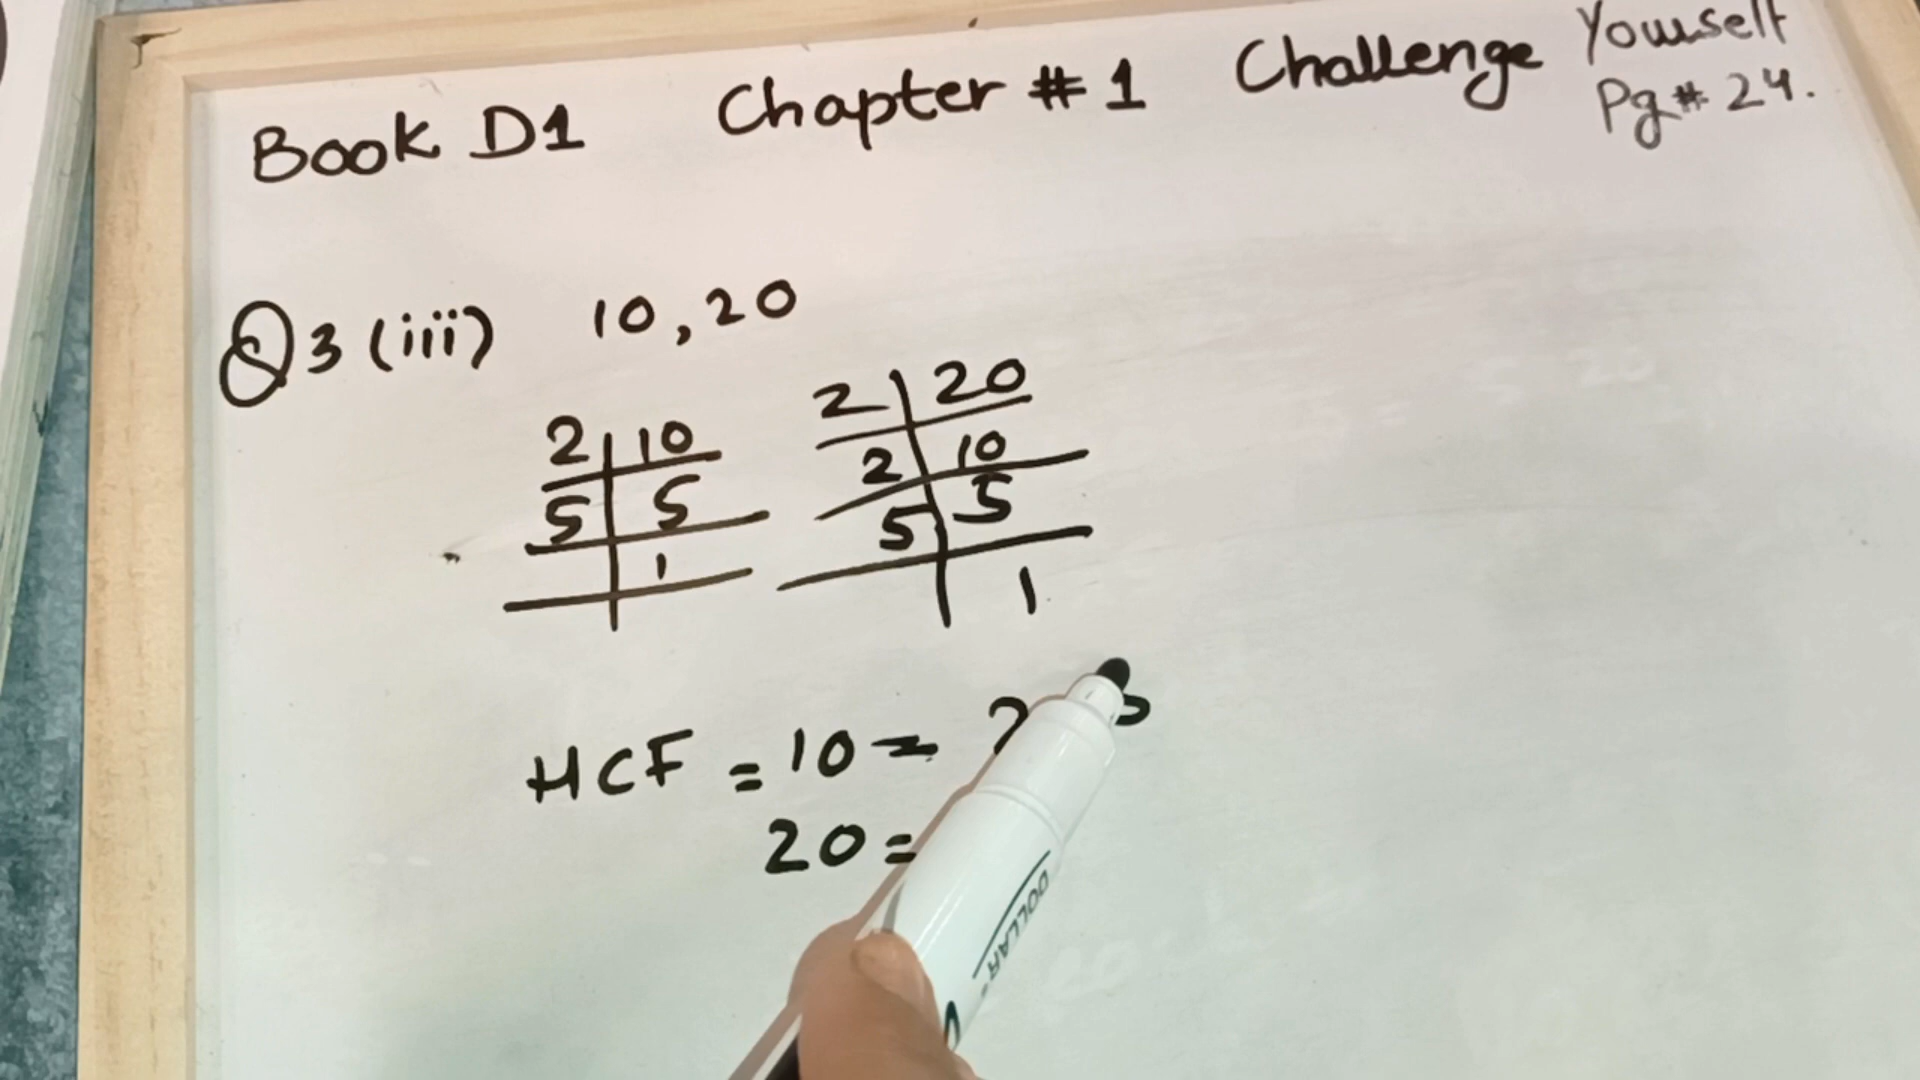 Book D1 Chapter # 1 Challenge Yourself
Pg # 24.
Q3 (iii) 10, 20
2 | 10
5 | 5
1
2 | 20
2 | 10
5 | 5
1
HCF = 10 = 2 5
20 =
DOLLAR